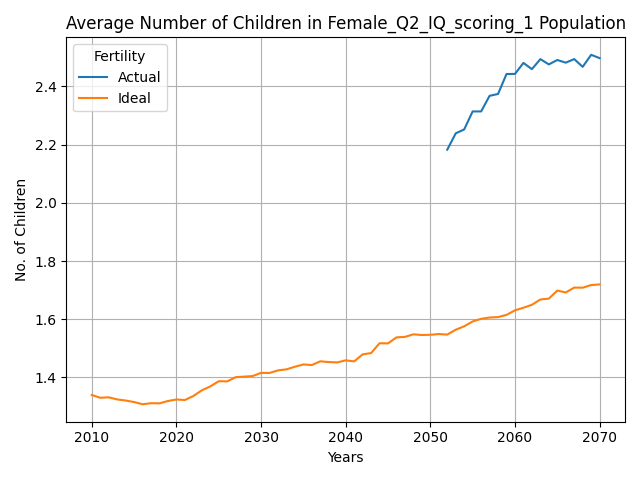 Average Number of Children in Female_Q2_IQ_scoring_1 Population
Fertility
Actual
Ideal
No. of Children
2.4
2.2
2.0
1.8
1.6
1.4
2010 2020 2030 2040 2050 2060 2070
Years